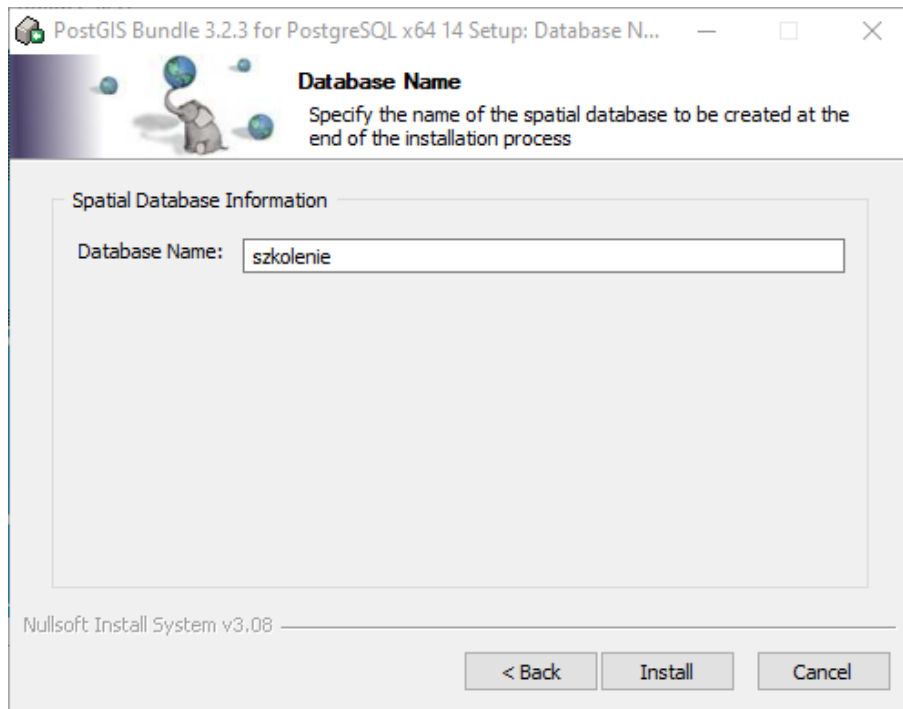 PostGIS Bundle 3.2.3 for PostgreSQL x64 14 Setup: Database N...
Database Name
Specify the name of the spatial database to be created at the
end of the installation process
Spatial Database Information
Database Name: szkolenie
Nullsoft Install System v3.08
< Back Install Cancel